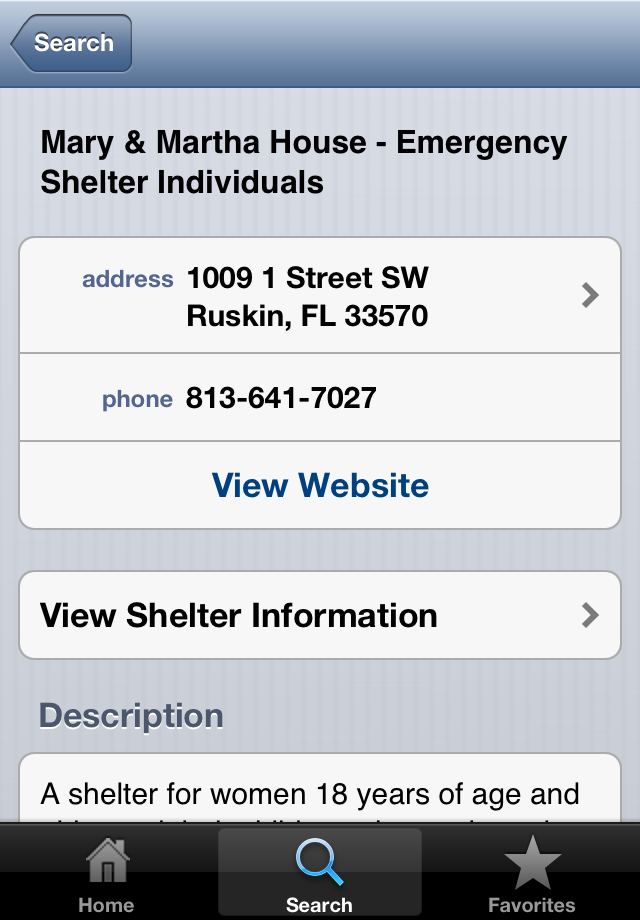 Search
Mary & Martha House - Emergency
Shelter Individuals
address 1009 1 Street SW
Ruskin, FL 33570
phone 813-641-7027
View Website
View Shelter Information
Description
A shelter for women 18 years of age and
Home Search Favorites